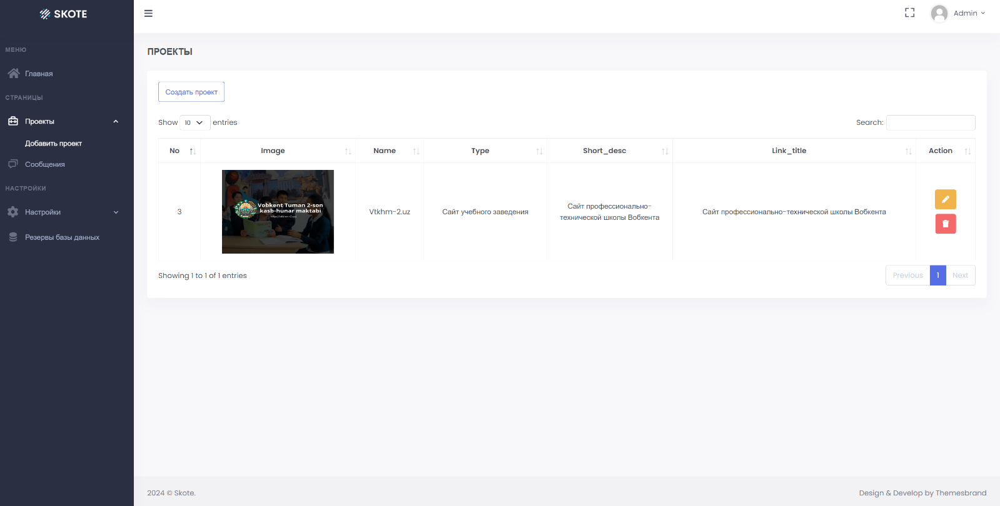 SKOTE
Admin
МЕНЮ
Главная
СТРАНИЦЫ
Проекты
Добавить проект
Сообщения
НАСТРОЙКИ
Настройки
Резервы базы данных
ПРОЕКТЫ
Создать проект
Show 10 entries
Search:
No Image Name Type Short_desc Link_title Action
3
Vobkent Tuman 2-son
kasb-hunar maktabi
Vtkhm-2.uz
Сайт учебного заведения
Сайт профессионально-
технической школы Вобкента
Сайт профессионально-технической школы Вобкента
Showing 1 to 1 of 1 entries
Previous 1 Next
2024 © Skote.
Design & Develop by Themesbrand